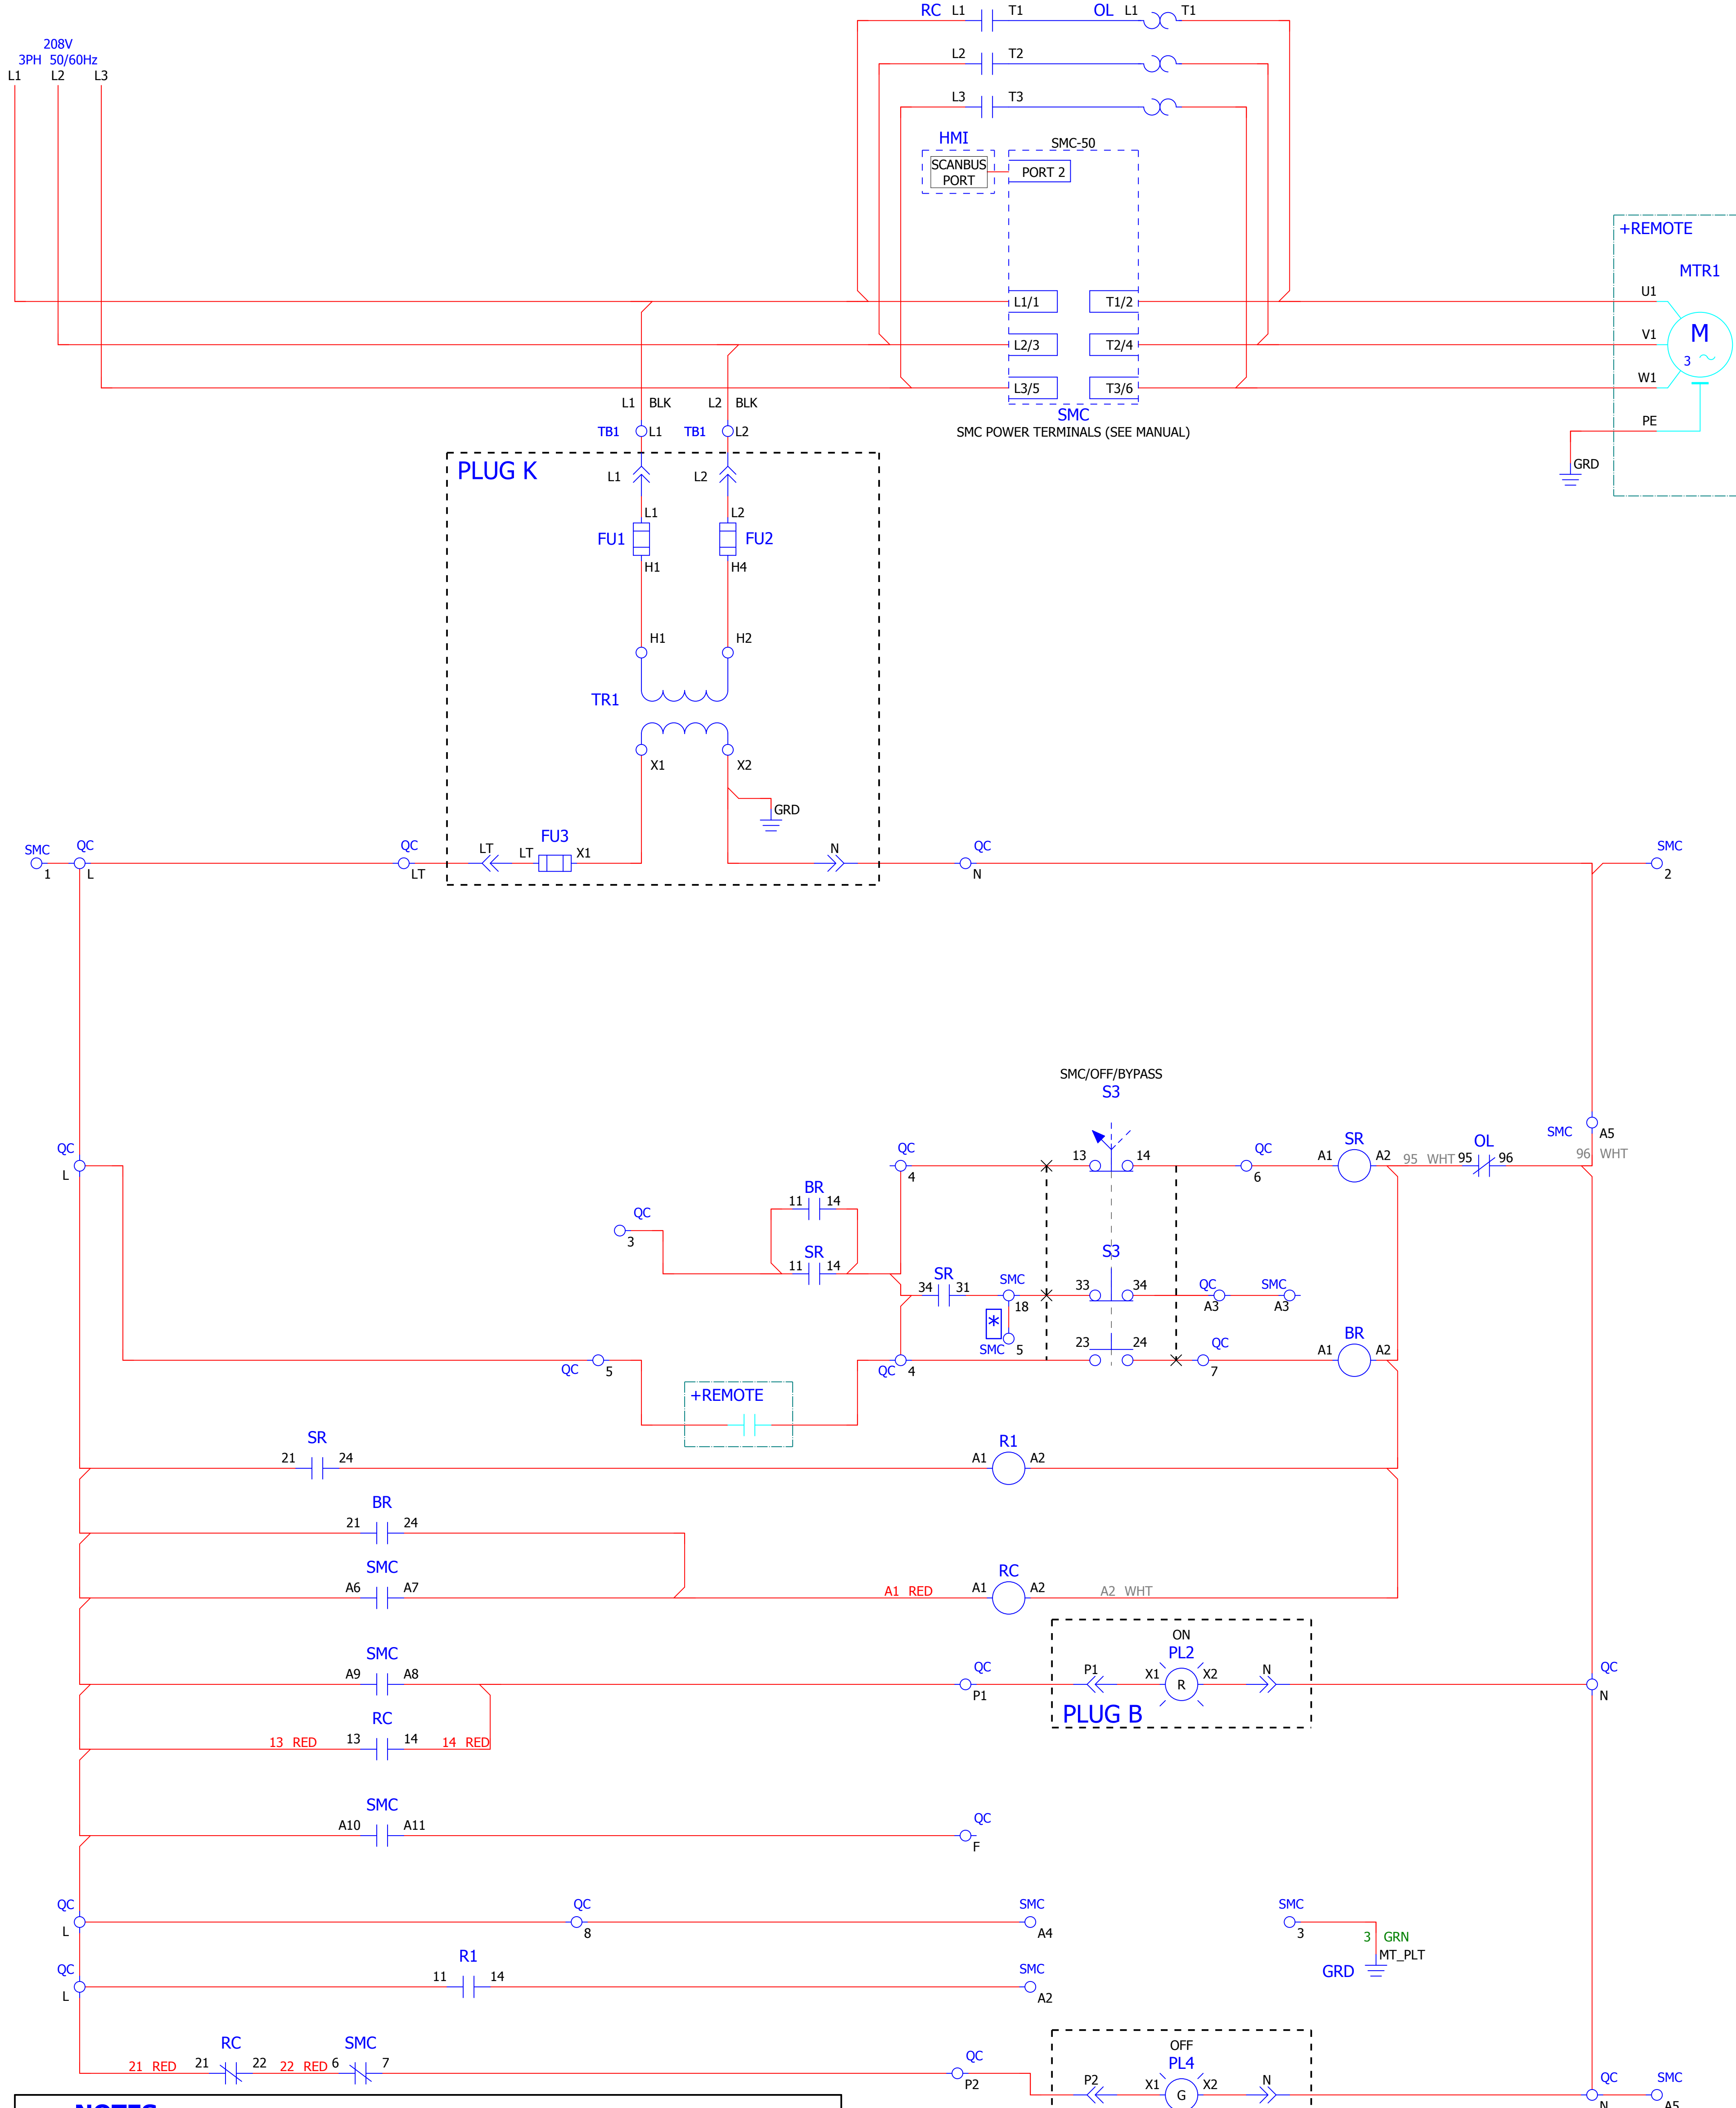 RC L1 T1 OL L1 T1
208V
3PH 50/60Hz
L1 L2 L3
L2 T2
L3 T3
HMI
SMC-50
SCANBUS
PORT
PORT 2
+REMOTE
MTR1
L1/1 T1/2 U1
L2/3 T2/4 V1
M
3
L3/5 T3/6 W1
L1 BLK L2 BLK
SMC
SMC POWER TERMINALS (SEE MANUAL)
PE
GRD
TB1 L1 TB1 L2
PLUG K
L1 L2
L1 L2
FU1 FU2
H1 H4
H1 H2
TR1
X1 X2
GRD
SMC QC QC
FU3
LT LT X1
N
QC SMC
1 L LT N 2
SMC/OFF/BYPASS
S3
QC
L
QC
4
13 14
QC
6
SR
A1 A2
95 WHT 95
OL
96
SMC A5
96 WHT
BR
11 14
QC
3
SR
11 14
SR
34 31
SMC
18
S3
33 34
QC
A3
SMC
A3
*
SMC 5
23 24
QC
7
BR
A1 A2
QC 5
QC 4
+REMOTE
SR
21 24
R1
A1 A2
BR
21 24
SMC
A6 A7
RC
A1 RED A1 A2 A2 WHT
SMC
A9 A8
QC
P1
ON
PL2
P1 X1 R X2 N
PLUG B
QC
N
RC
13 RED 13 14 14 RED
SMC
A10 A11
QC
F
QC
L
QC
8
SMC
A4
SMC
3
3 GRN
MT_PLT
GRD
QC
L
R1
11 14
SMC
A2
RC SMC
21 RED 21 22 22 RED 6 7
QC
P2
OFF
PL4
P2 X1 G X2 N
QC SMC
N A5
NOTES